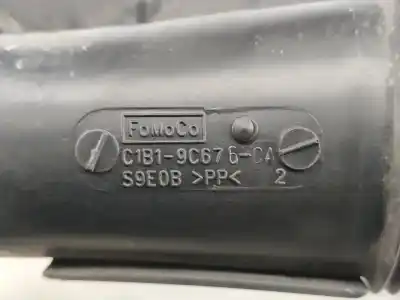 FoMoCo
C1B1-9C676-CA
S9E0B >PP< 2